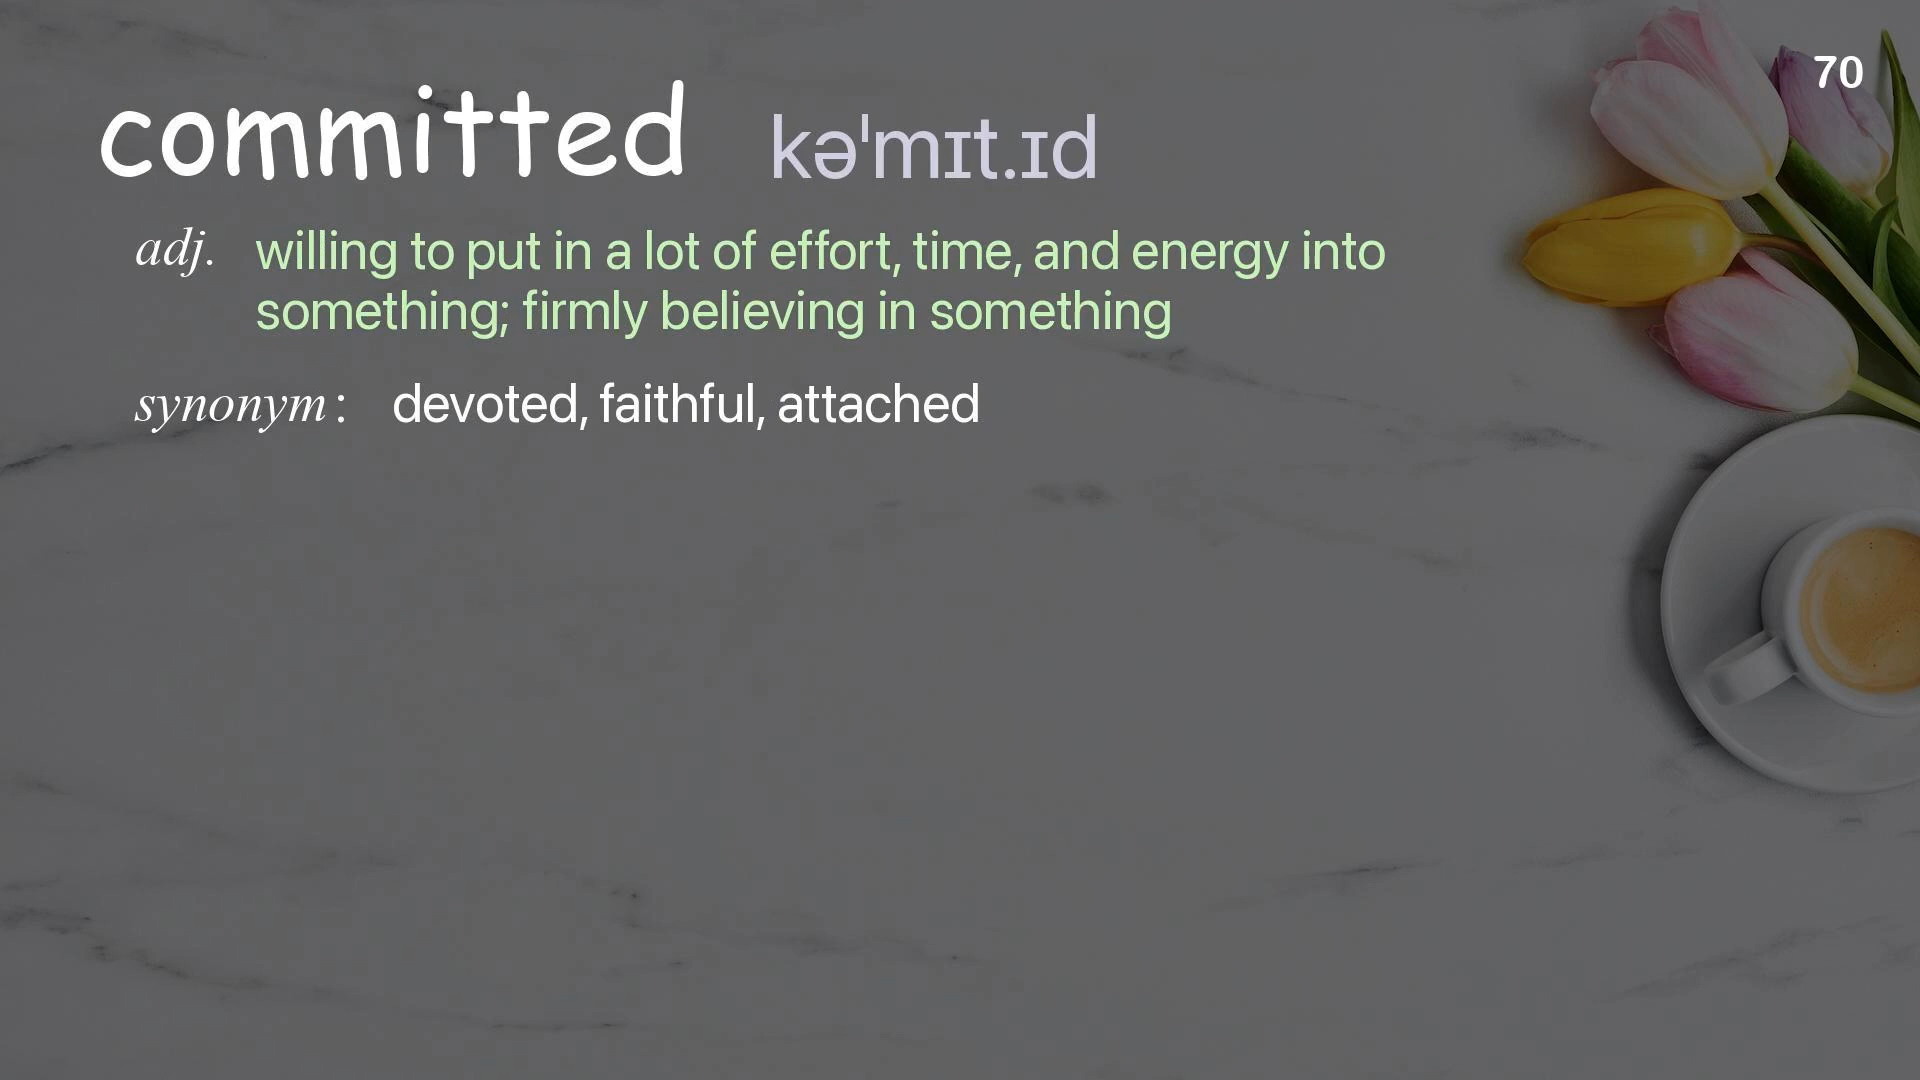 70
committed kəˈmɪt.ɪd
adj. willing to put in a lot of effort, time, and energy into
something; firmly believing in something
synonym : devoted, faithful, attached